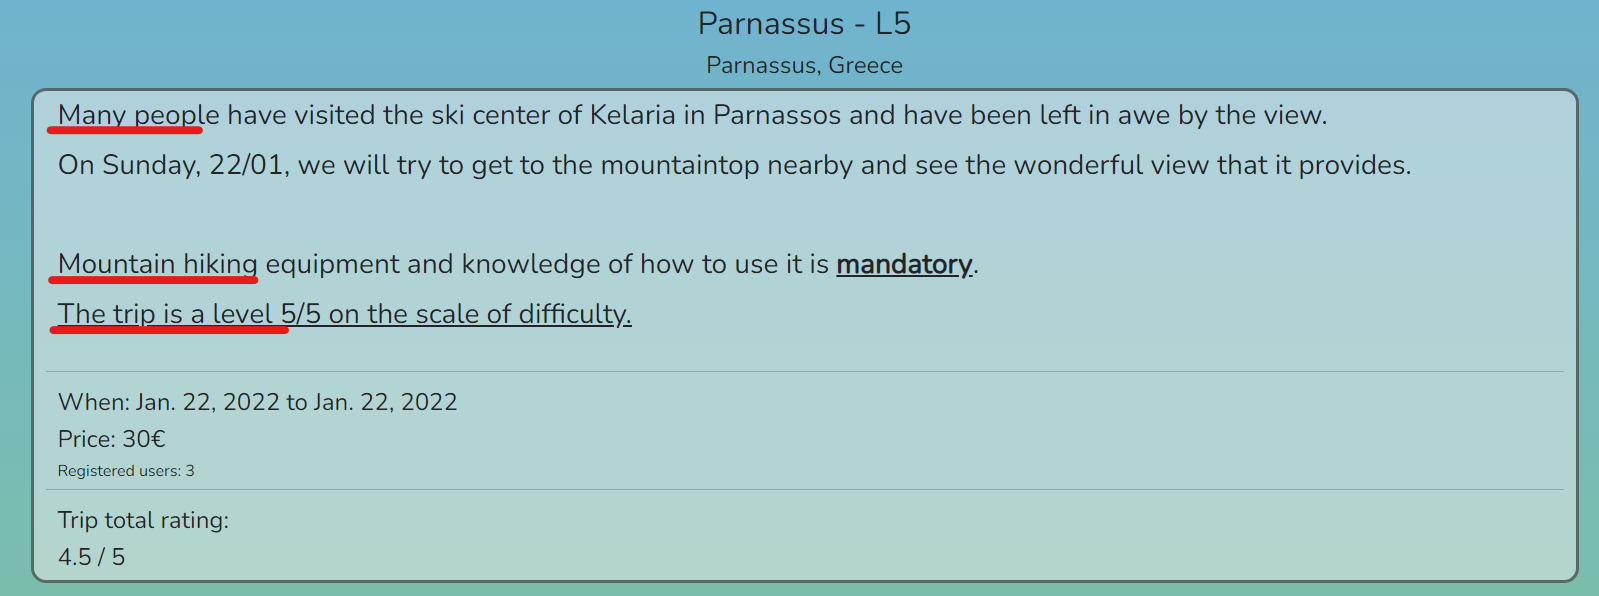 Parnassus - L5
Parnassus, Greece
Many people have visited the ski center of Kelaria in Parnassos and have been left in awe by the view.
On Sunday, 22/01, we will try to get to the mountaintop nearby and see the wonderful view that it provides.
Mountain hiking equipment and knowledge of how to use it is mandatory.
The trip is a level 5/5 on the scale of difficulty.
When: Jan. 22, 2022 to Jan. 22, 2022
Price: 30€
Registered users: 3
Trip total rating:
4.5 / 5